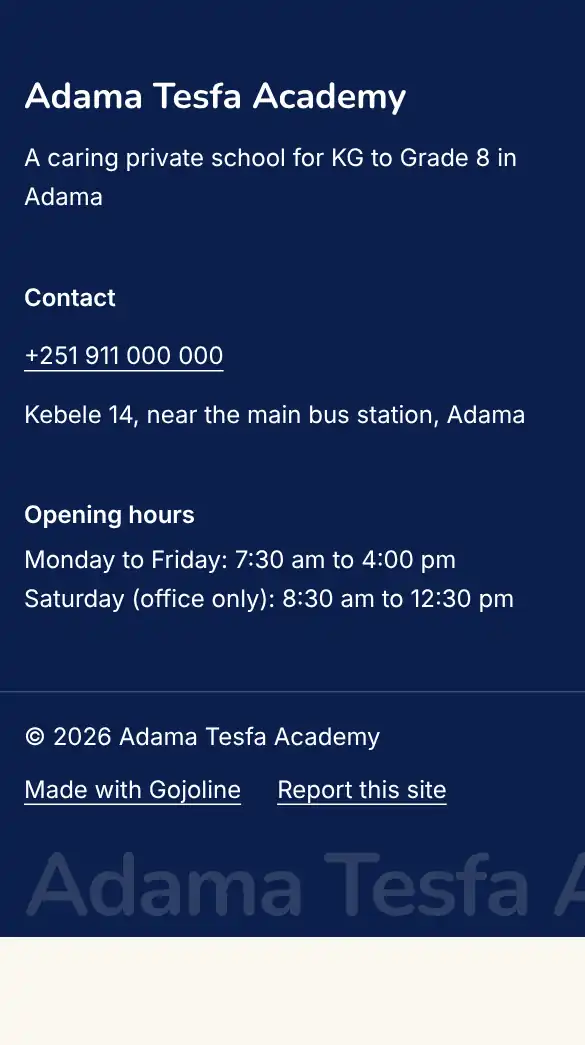 Adama Tesfa Academy
A caring private school for KG to Grade 8 in
Adama
Contact
+251 911 000 000
Kebele 14, near the main bus station, Adama
Opening hours
Monday to Friday: 7:30 am to 4:00 pm
Saturday (office only): 8:30 am to 12:30 pm
© 2026 Adama Tesfa Academy
Made with Gojoline Report this site
Adama Tesfa A